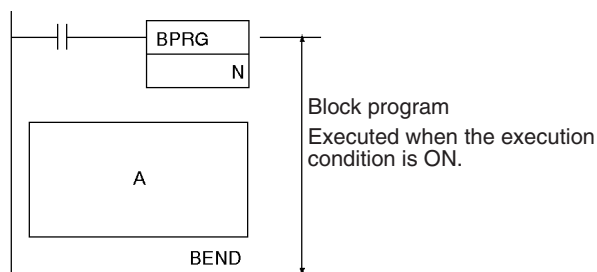 BPRG
N
Block program
Executed when the execution
condition is ON.
A
BEND